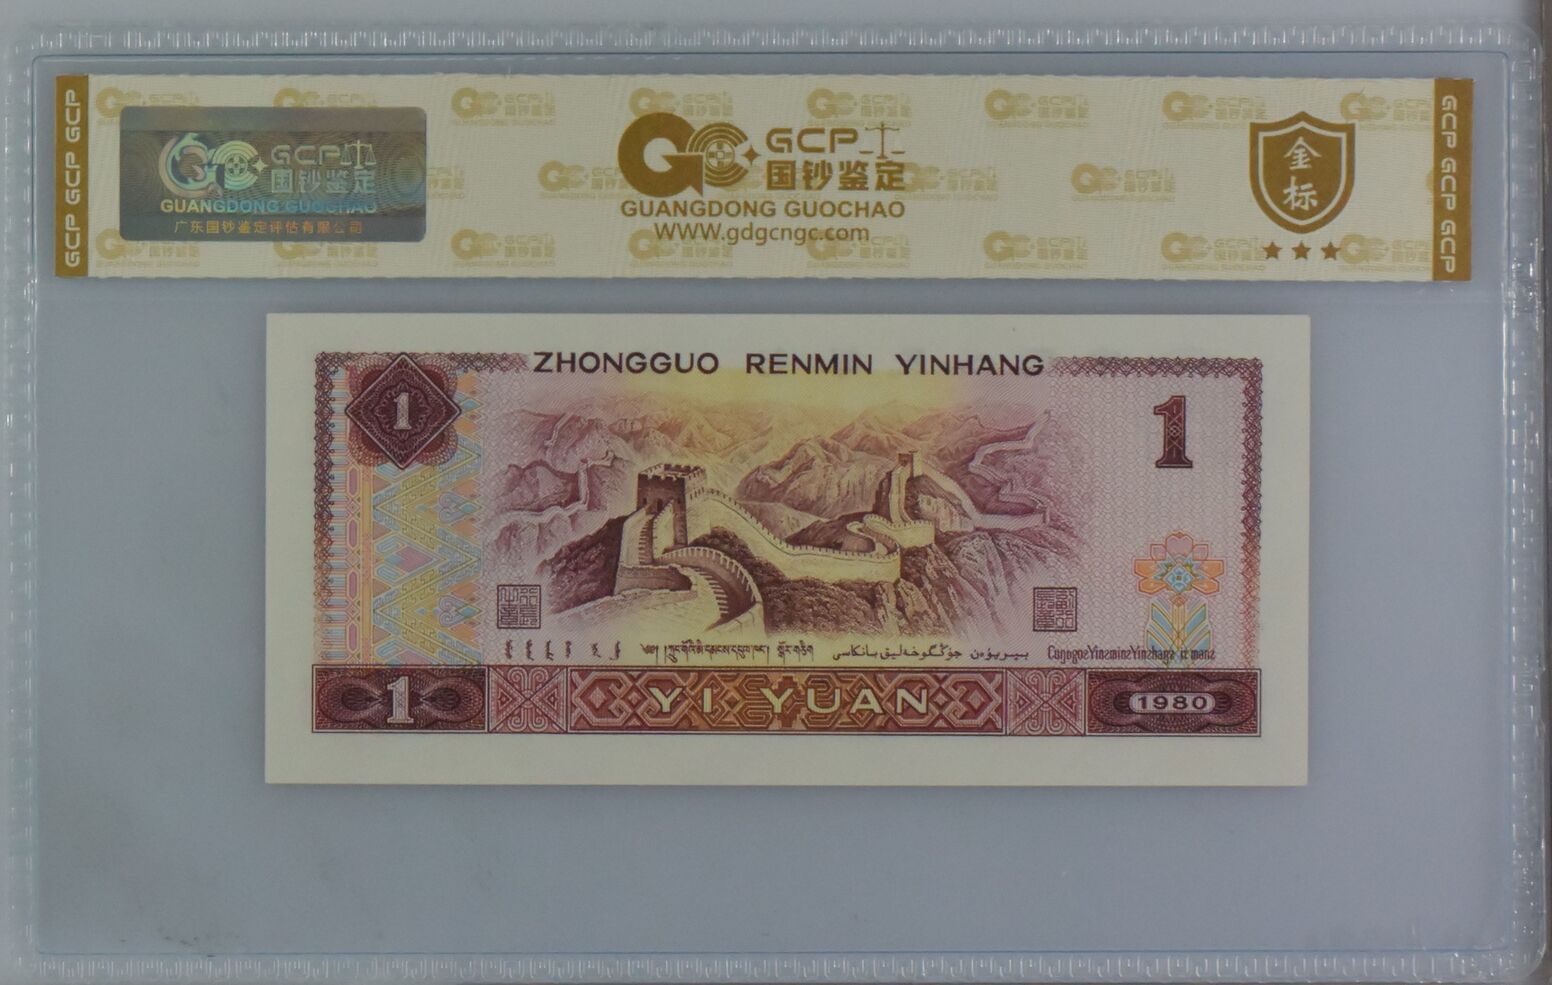 GCP GCP GCP
GCP 国钞鉴定
GUANGDONG GUOCHAO
广东国钞鉴定评估有限公司
GCP
国钞鉴定
GUANGDONG GUOCHAO
WWW.gdgcngc.com
金标
GCP GCP GCP
ZHONGGUO RENMIN YINHANG
1
1
1
YI YUAN
1980